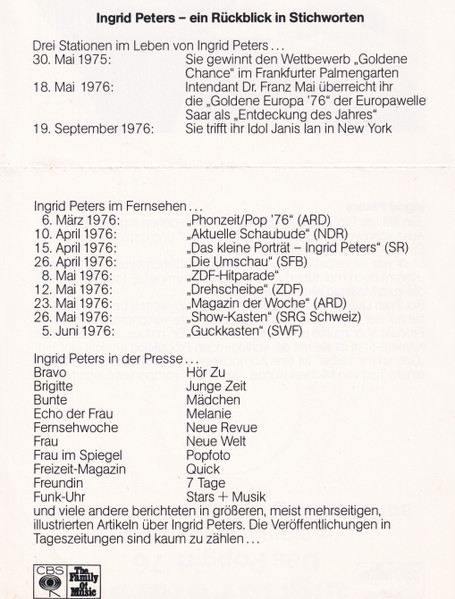 Ingrid Peters – ein Rückblick in Stichworten
Drei Stationen im Leben von Ingrid Peters...
30. Mai 1975: Sie gewinnt den Wettbewerb „Goldene
Chance“ im Frankfurter Palmengarten
18. Mai 1976: Intendant Dr. Franz Mai überreicht ihr
die „Goldene Europa '76“ der Europawelle
Saar als „Entdeckung des Jahres“
19. September 1976: Sie trifft ihr Idol Janis Ian in New York
Ingrid Peters im Fernsehen...
6. März 1976: „Phonzeit/Pop '76“ (ARD)
10. April 1976: „Aktuelle Schaubude“ (NDR)
15. April 1976: „Das kleine Porträt – Ingrid Peters“ (SR)
26. April 1976: „Die Umschau“ (SFB)
8. Mai 1976: „ZDF-Hitparade“
12. Mai 1976: „Drehscheibe“ (ZDF)
23. Mai 1976: „Magazin der Woche“ (ARD)
26. Mai 1976: „Show-Kasten“ (SRG Schweiz)
5. Juni 1976: „Guckkasten“ (SWF)
Ingrid Peters in der Presse...
Bravo Hör Zu
Brigitte Junge Zeit
Bunte Mädchen
Echo der Frau Melanie
Fernsehwoche Neue Revue
Frau Neue Welt
Frau im Spiegel Popfoto
Freizeit-Magazin Quick
Freundin 7 Tage
Funk-Uhr Stars + Musik
und viele andere berichteten in größeren, meist mehrseitigen,
illustrierten Artikeln über Ingrid Peters. Die Veröffentlichungen in
Tageszeitungen sind kaum zu zählen...
CBS
The
Family
Of
Music